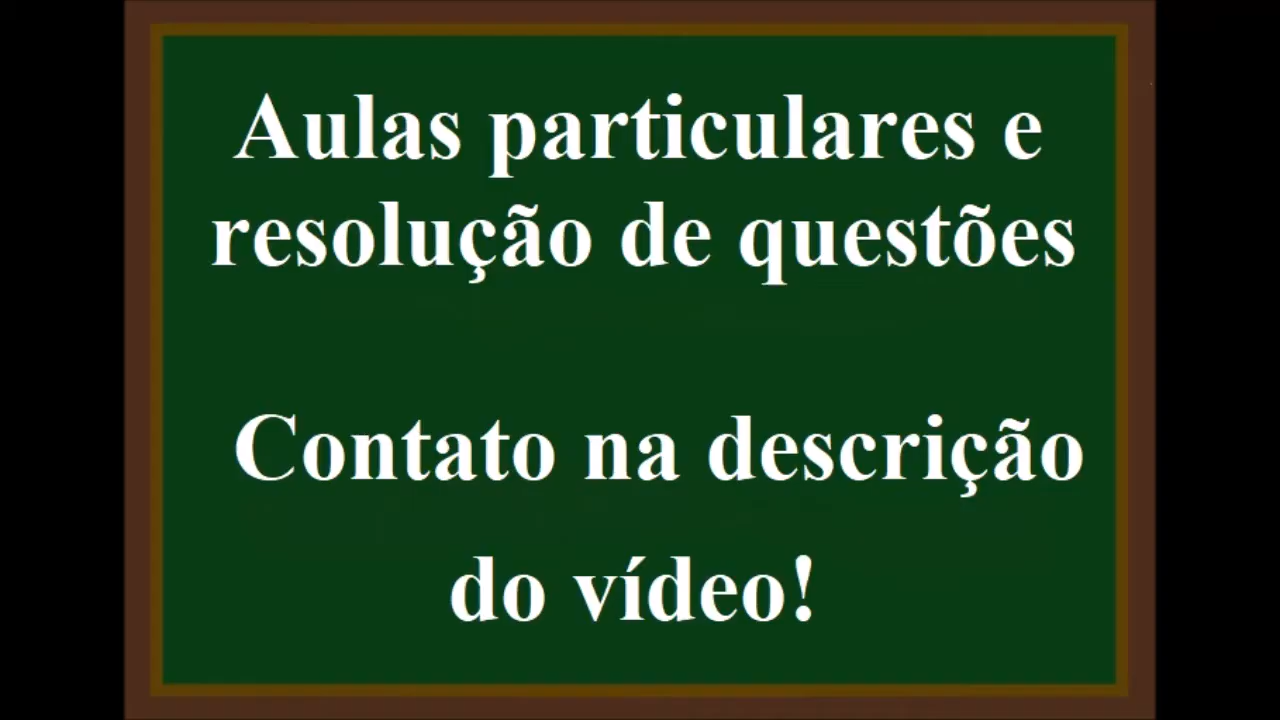 Aulas particulares e
resolução de questões
Contato na descrição
do vídeo!